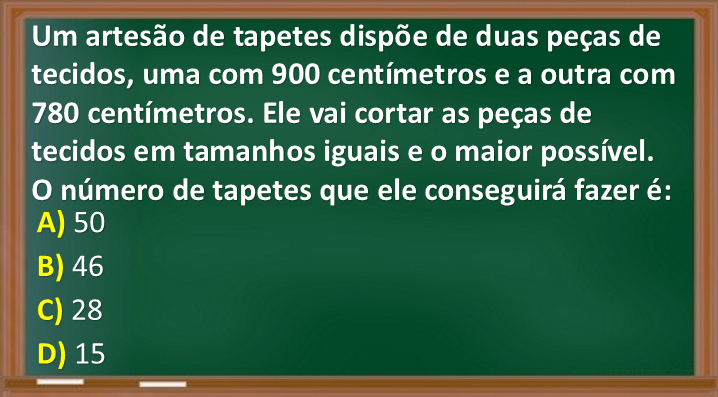 Um artesão de tapetes dispõe de duas peças de
tecidos, uma com 900 centímetros e a outra com
780 centímetros. Ele vai cortar as peças de
tecidos em tamanhos iguais e o maior possível.
O número de tapetes que ele conseguirá fazer é:
A) 50
B) 46
C) 28
D) 15